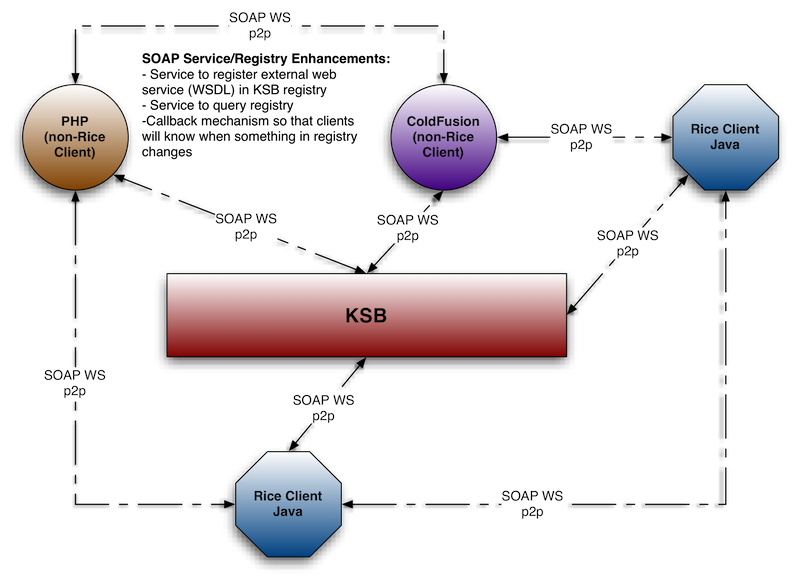 SOAP WS
p2p
SOAP Service/Registry Enhancements:
- Service to register external web
service (WSDL) in KSB registry
- Service to query registry
-Callback mechanism so that clients
will know when something in registry
changes
PHP
(non-Rice
Client)
ColdFusion
(non-Rice
Client)
SOAP WS
p2p
Rice Client
Java
SOAP WS
p2p
SOAP WS
p2p
SOAP WS
p2p
KSB
SOAP WS
p2p
SOAP WS
p2p
Rice Client
Java
SOAP WS
p2p